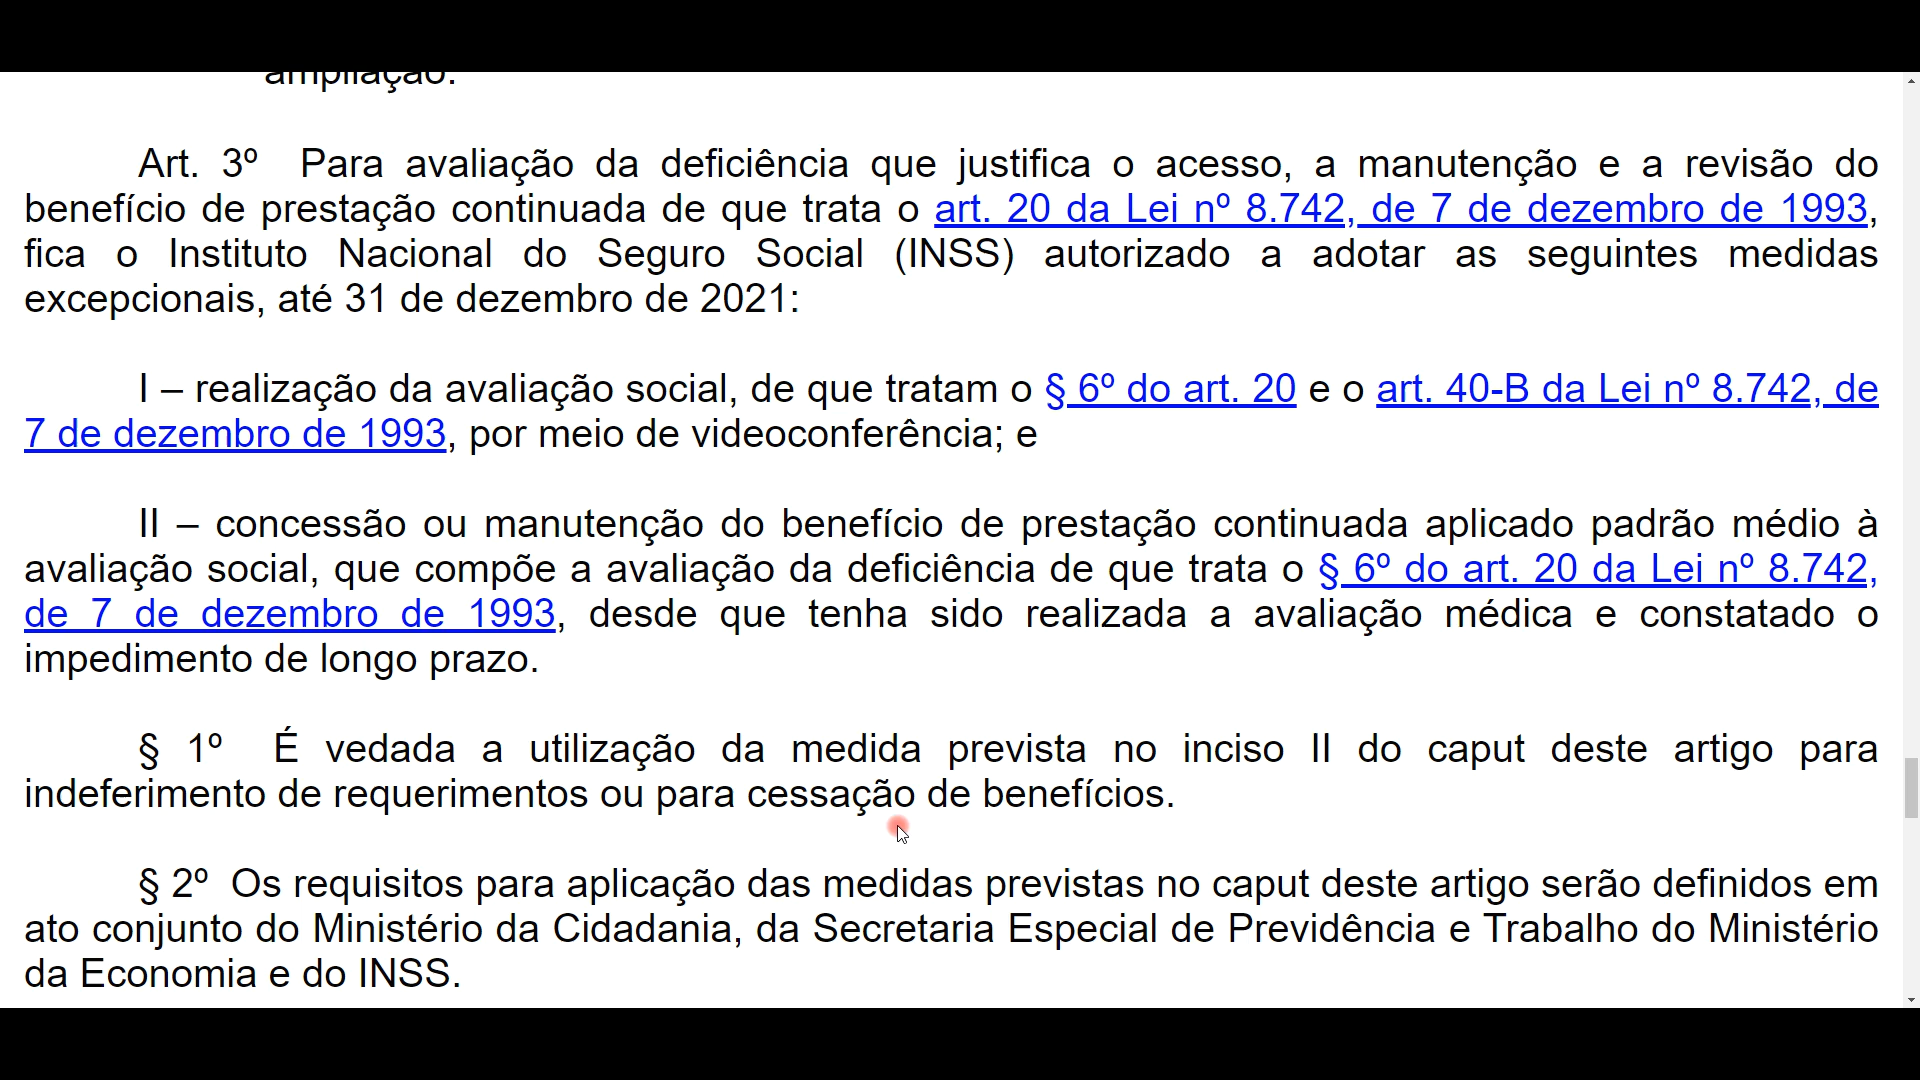 ampliação.
Art. 3º Para avaliação da deficiência que justifica o acesso, a manutenção e a revisão do
benefício de prestação continuada de que trata o art. 20 da Lei nº 8.742, de 7 de dezembro de 1993,
fica o Instituto Nacional do Seguro Social (INSS) autorizado a adotar as seguintes medidas
excepcionais, até 31 de dezembro de 2021:
I – realização da avaliação social, de que tratam o § 6º do art. 20 e o art. 40-B da Lei nº 8.742, de
7 de dezembro de 1993, por meio de videoconferência; e
II – concessão ou manutenção do benefício de prestação continuada aplicado padrão médio à
avaliação social, que compõe a avaliação da deficiência de que trata o § 6º do art. 20 da Lei nº 8.742,
de 7 de dezembro de 1993, desde que tenha sido realizada a avaliação médica e constatado o
impedimento de longo prazo.
§ 1º É vedada a utilização da medida prevista no inciso II do caput deste artigo para
indeferimento de requerimentos ou para cessação de benefícios.
§ 2º Os requisitos para aplicação das medidas previstas no caput deste artigo serão definidos em
ato conjunto do Ministério da Cidadania, da Secretaria Especial de Previdência e Trabalho do Ministério
da Economia e do INSS.